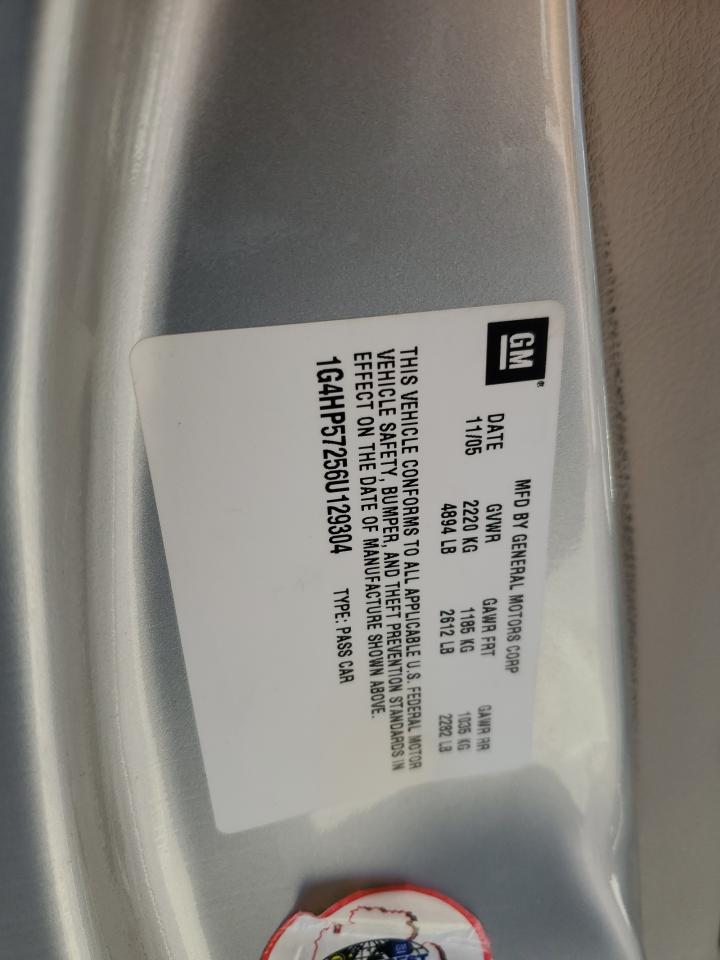 GM®
MFD BY GENERAL MOTORS CORP
DATE GVWR GAWR FRT GAWR RR
11/05 2220 KG 1185 KG 1035 KG
4894 LB 2612 LB 2282 LB
THIS VEHICLE CONFORMS TO ALL APPLICABLE U.S. FEDERAL MOTOR
VEHICLE SAFETY, BUMPER, AND THEFT PREVENTION STANDARDS IN
EFFECT ON THE DATE OF MANUFACTURE SHOWN ABOVE.
1G4HP57256U129304 TYPE: PASS CAR